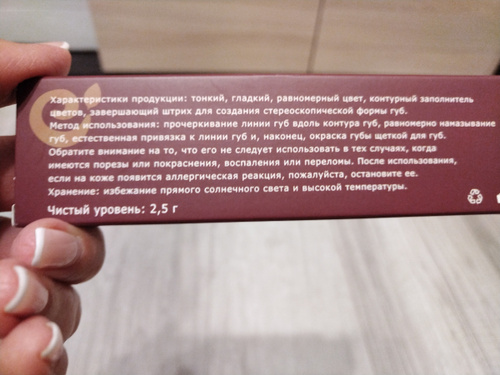 Характеристики продукции: тонкий, гладкий, равномерный цвет, контурный заполнитель
цветов, завершающий штрих для создания стереоскопической формы губ.
Метод использования: прочеркивание линии губ вдоль контура губ, равномерно намазывание
губ, естественная привязка к линии губ и, наконец, окраска губы щеткой для губ.
Обратите внимание на то, что его не следует использовать в тех случаях, когда
имеются порезы или покраснения, воспаления или переломы. После использования,
если на коже появится аллергическая реакция, пожалуйста, остановите ее.
Хранение: избежание прямого солнечного света и высокой температуры.
Чистый уровень: 2,5 г